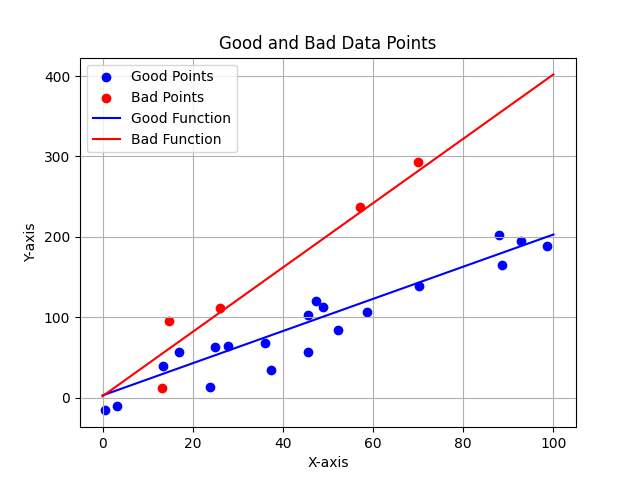 Good and Bad Data Points
Good Points
Bad Points
Good Function
Bad Function
400
300
200
100
0
Y-axis
0 20 40 60 80 100
X-axis